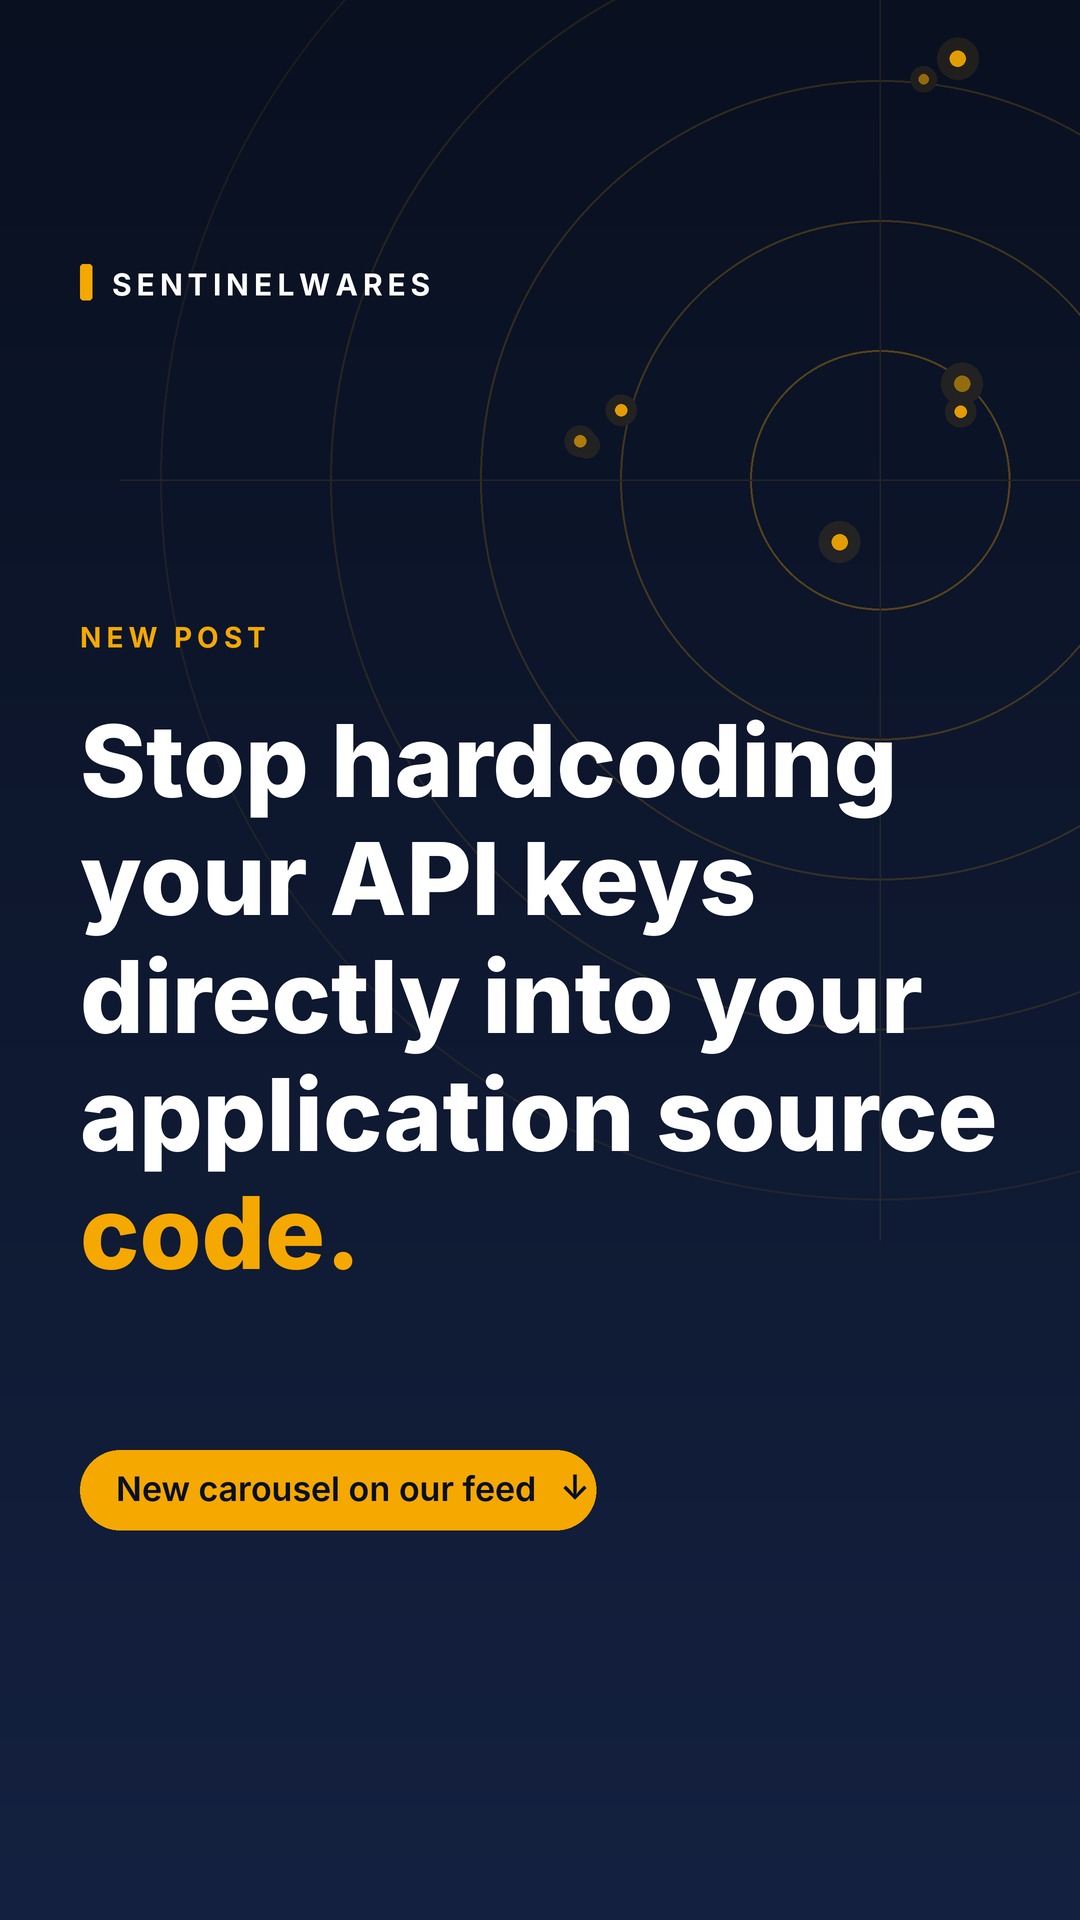 SENTINELWARES
NEW POST
Stop hardcoding
your API keys
directly into your
application source
code.
New carousel on our feed ↓